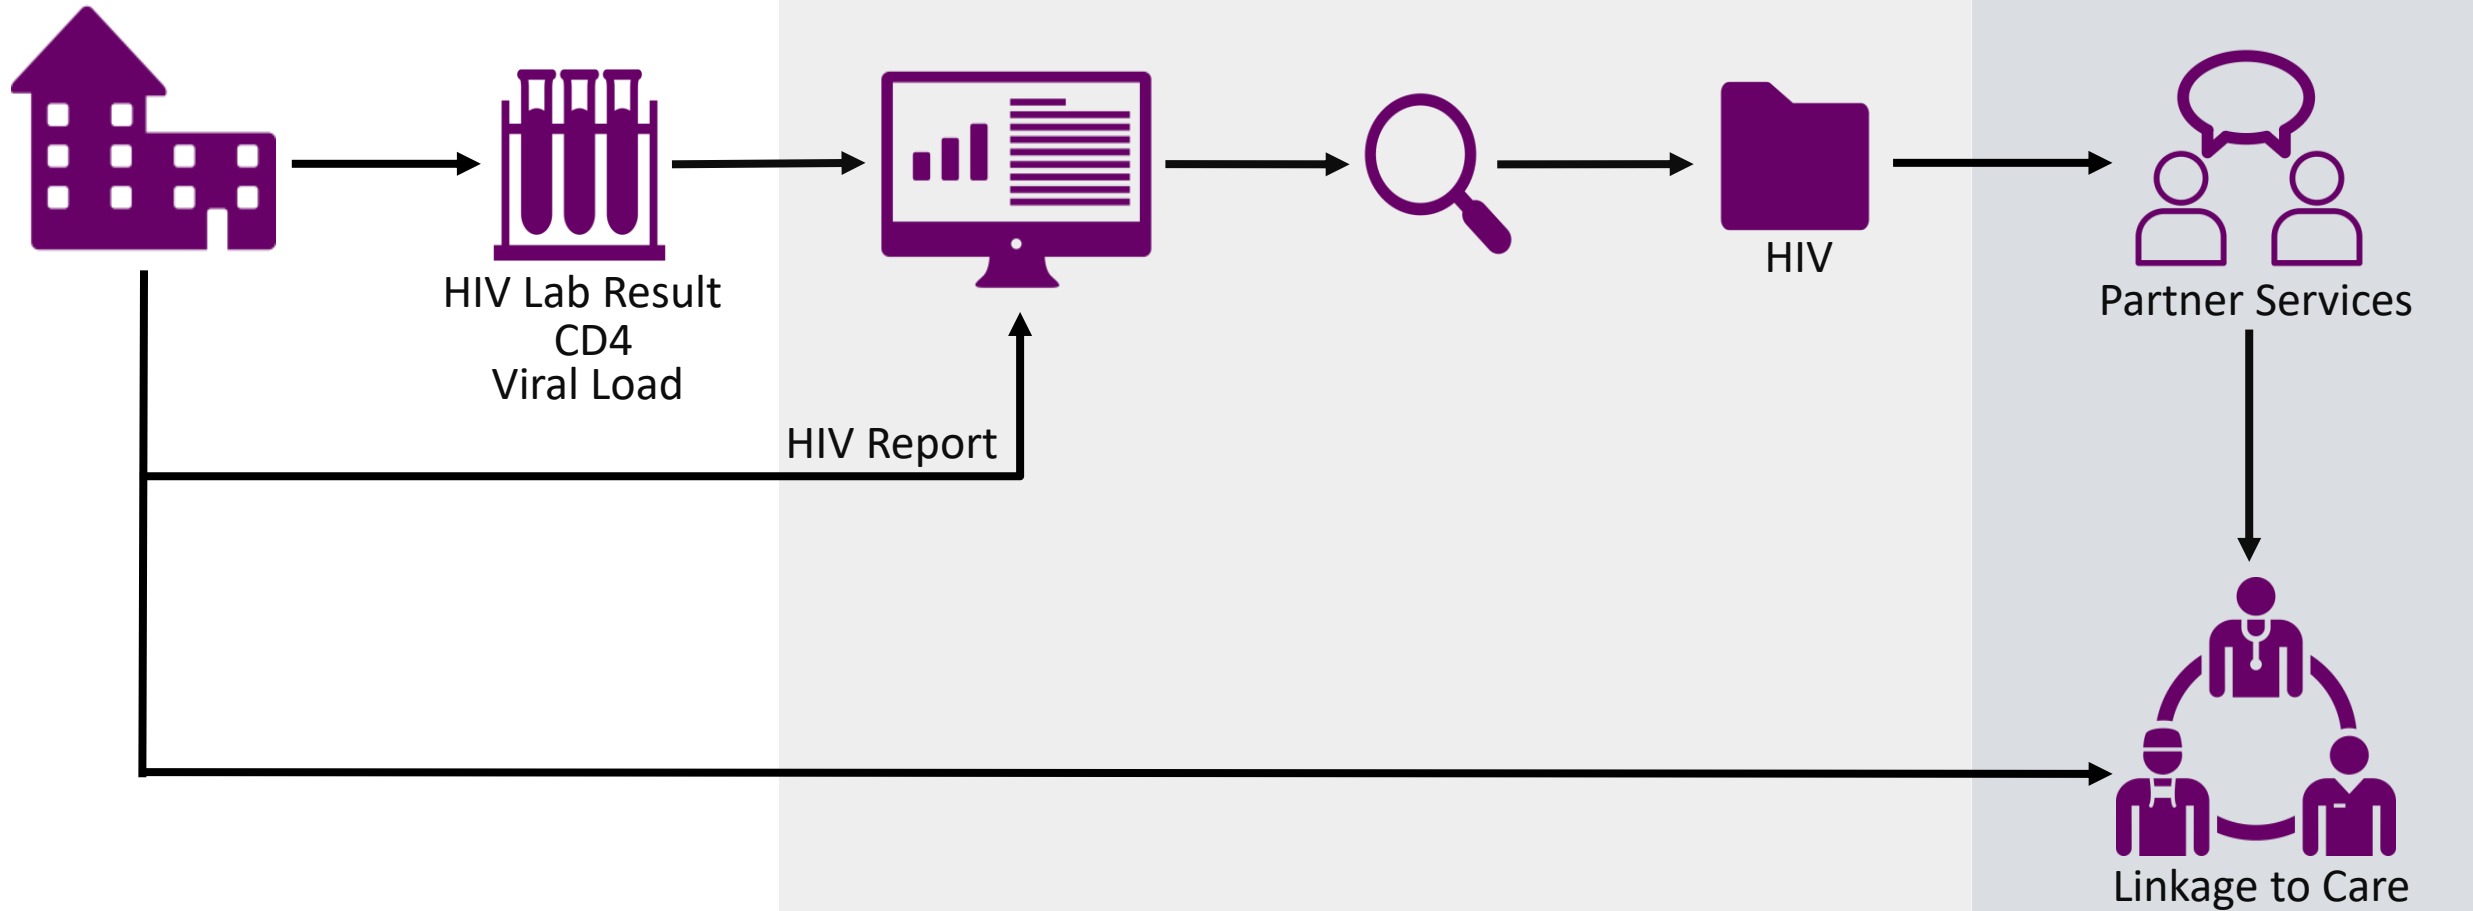 HIV Lab Result
CD4
Viral Load
HIV Report
HIV
Partner Services
Linkage to Care